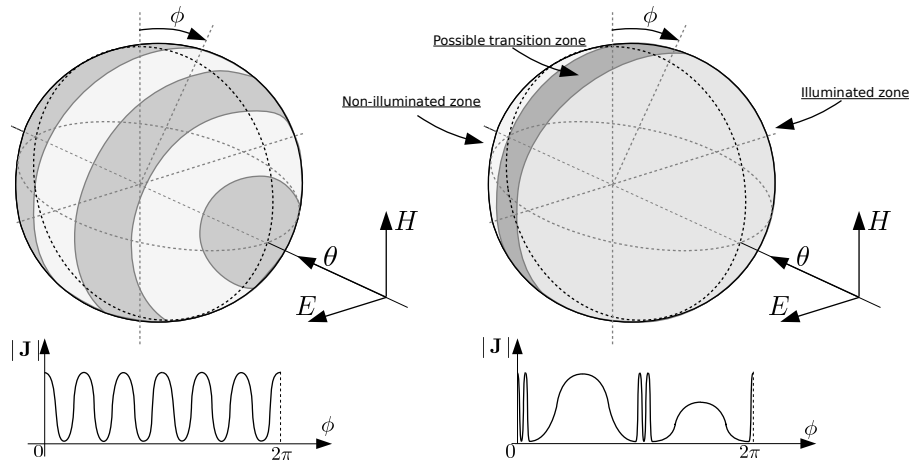 ϕ
ϕ
Possible transition zone
Non-illuminated zone
Illuminated zone
H
θ
E
H
θ
E
| J |
ϕ
0
2π
| J |
ϕ
0
2π